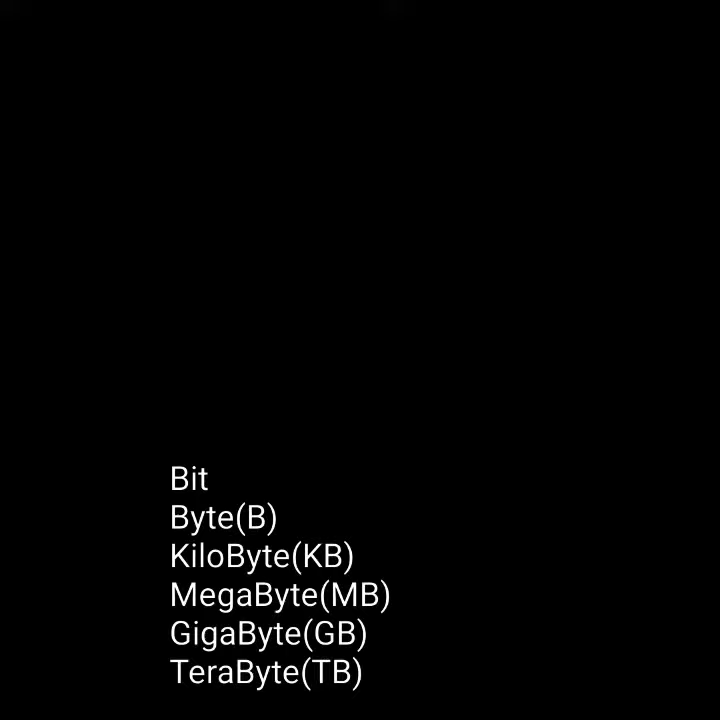 Bit
Byte(B)
KiloByte(KB)
MegaByte(MB)
GigaByte(GB)
TeraByte(TB)